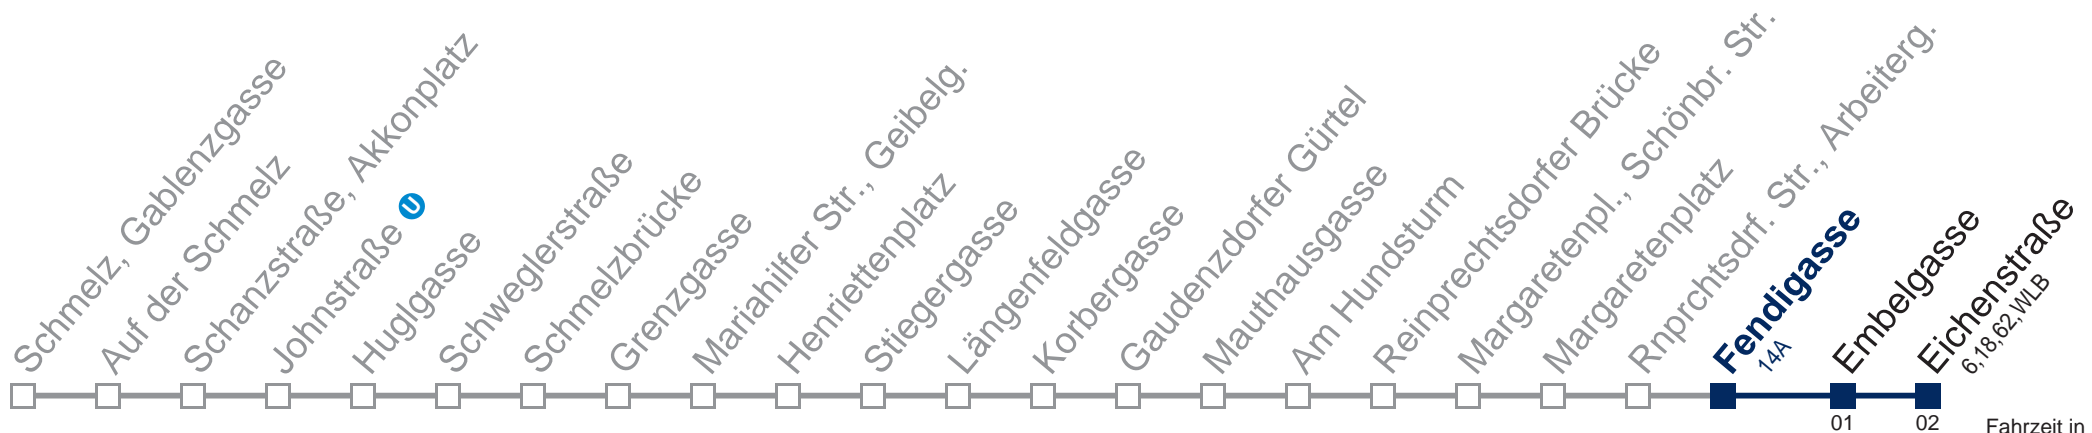 Schmelz, Gablenzgasse
Auf der Schmelz
Schanzstraße, Akkonplatz
Johnstraße U
Huglgasse
Schweglerstraße
Schmelzbrücke
Grenzgasse
Mariahilfer Str., Geibelg.
Henriettenplatz
Stiegergasse
Längenfeldgasse
Korbergasse
Gaudenzdorfer Gürtel
Mauthausgasse
Am Hundsturm
Reinprechtsdorfer Brücke
Margaretenpl., Schönbr. Str.
Margaretenplatz
Rnprchtsdrf. Str., Arbeiterg.
Fendigasse
14A
Embelgasse
Eichenstraße
6,18,62,WLB
01
02
Fahrzeit in